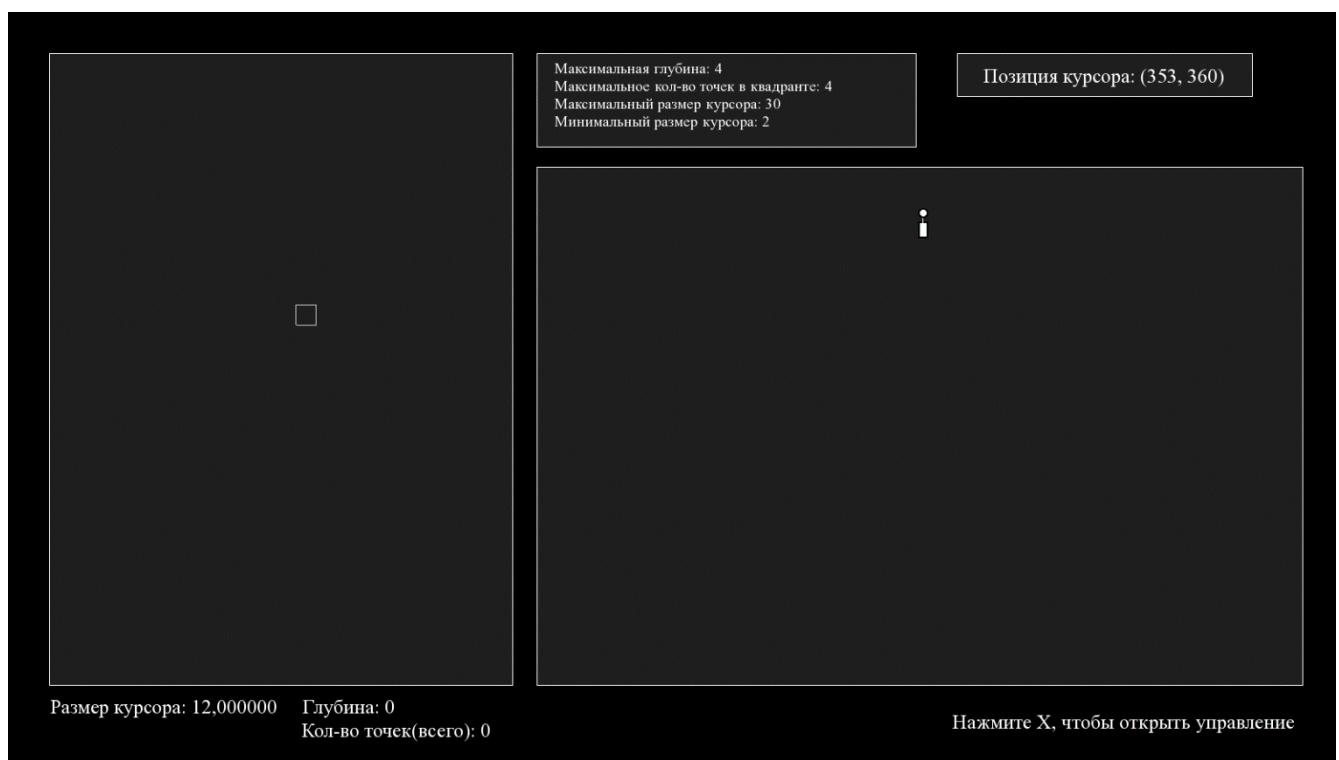 Максимальная глубина: 4
Максимальное кол-во точек в квадранте: 4
Максимальный размер курсора: 30
Минимальный размер курсора: 2
Позиция курсора: (353, 360)
Размер курсора: 12,000000
Глубина: 0
Кол-во точек(всего): 0
Нажмите X, чтобы открыть управление